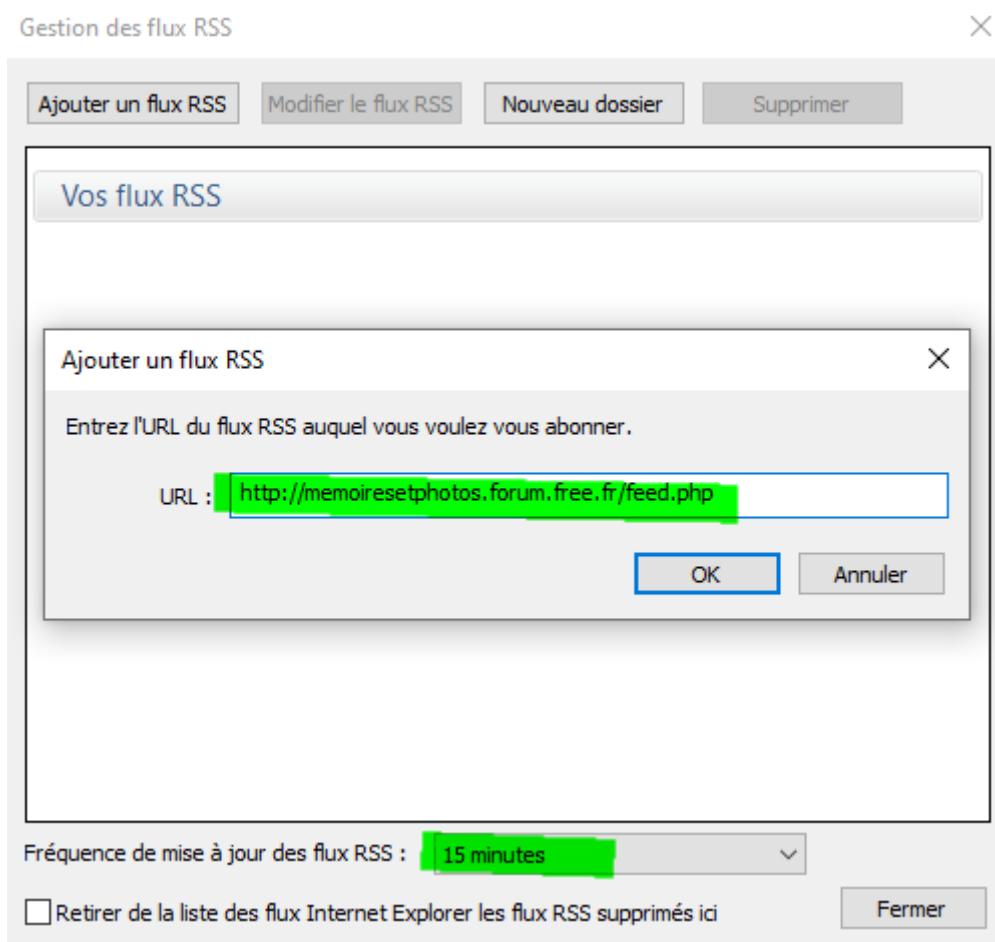 Gestion des flux RSS
Ajouter un flux RSS Modifier le flux RSS Nouveau dossier Supprimer
Vos flux RSS
Ajouter un flux RSS
Entrez l'URL du flux RSS auquel vous voulez vous abonner.
URL : http://memoiresetphotos.forum.free.fr/feed.php
OK Annuler
Fréquence de mise à jour des flux RSS : 15 minutes
Retirer de la liste des flux Internet Explorer les flux RSS supprimés ici Fermer